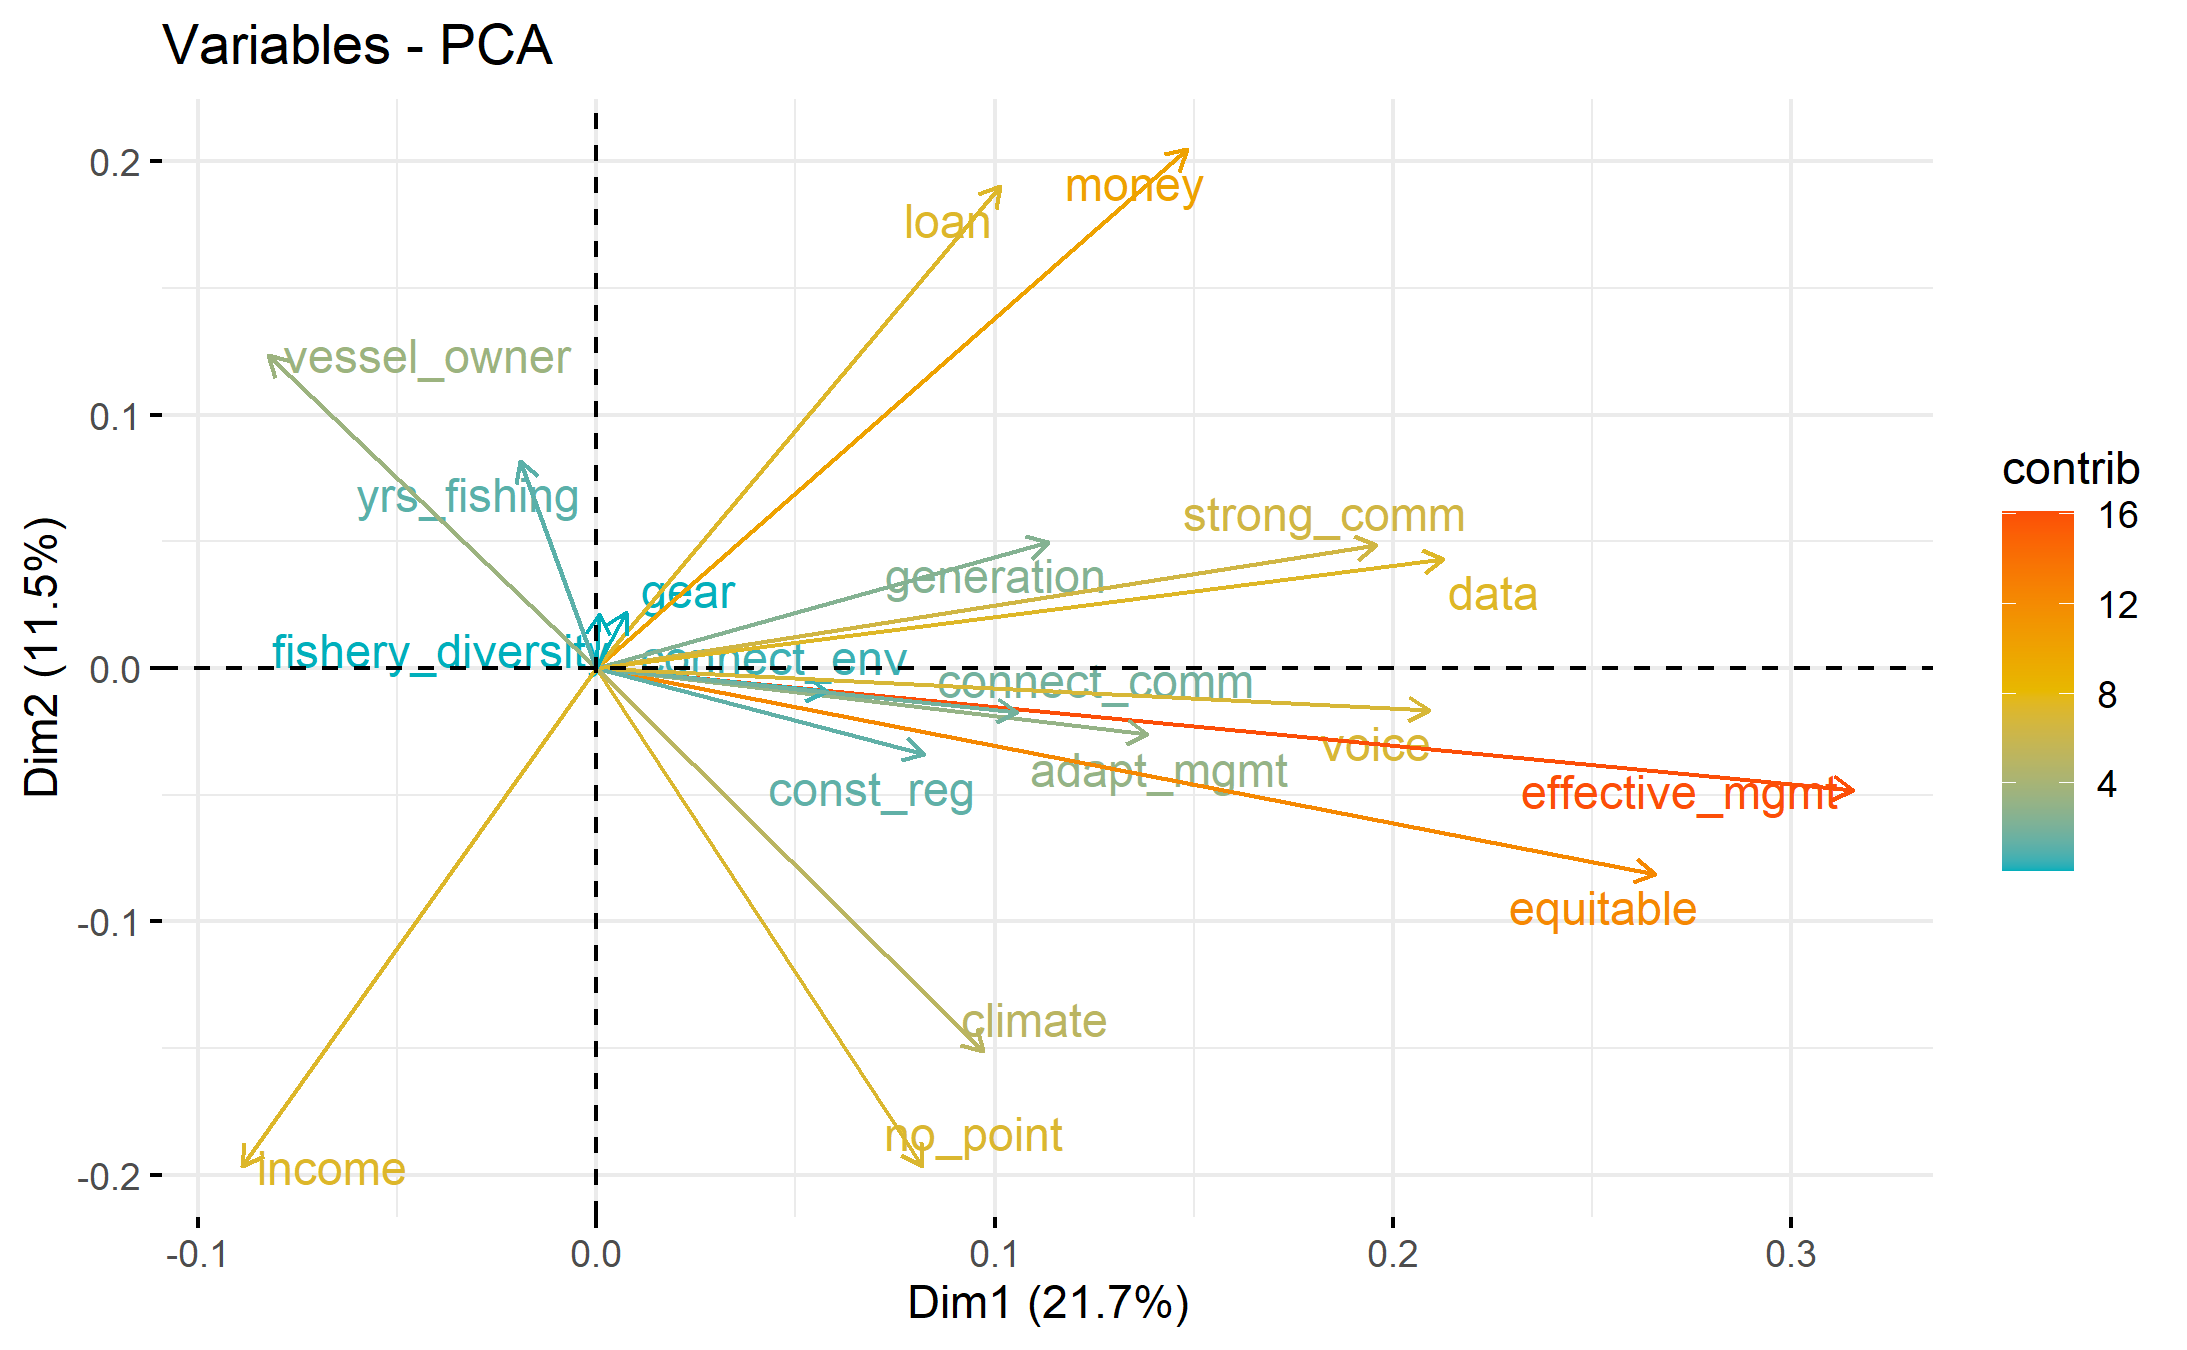 Variables - PCA
0.2
0.1
0.0
-0.1
-0.2
Dim2 (11.5%)
money
loan
vessel_owner
yrs_fishing
strong_comm
generation
gear
data
fishery_diversity
connect_env
connect_comm
voice
adapt_mgmt
const_reg
effective_mgmt
equitable
climate
no_point
income
-0.1
0.0
0.1
0.2
0.3
Dim1 (21.7%)
contrib
16
12
8
4